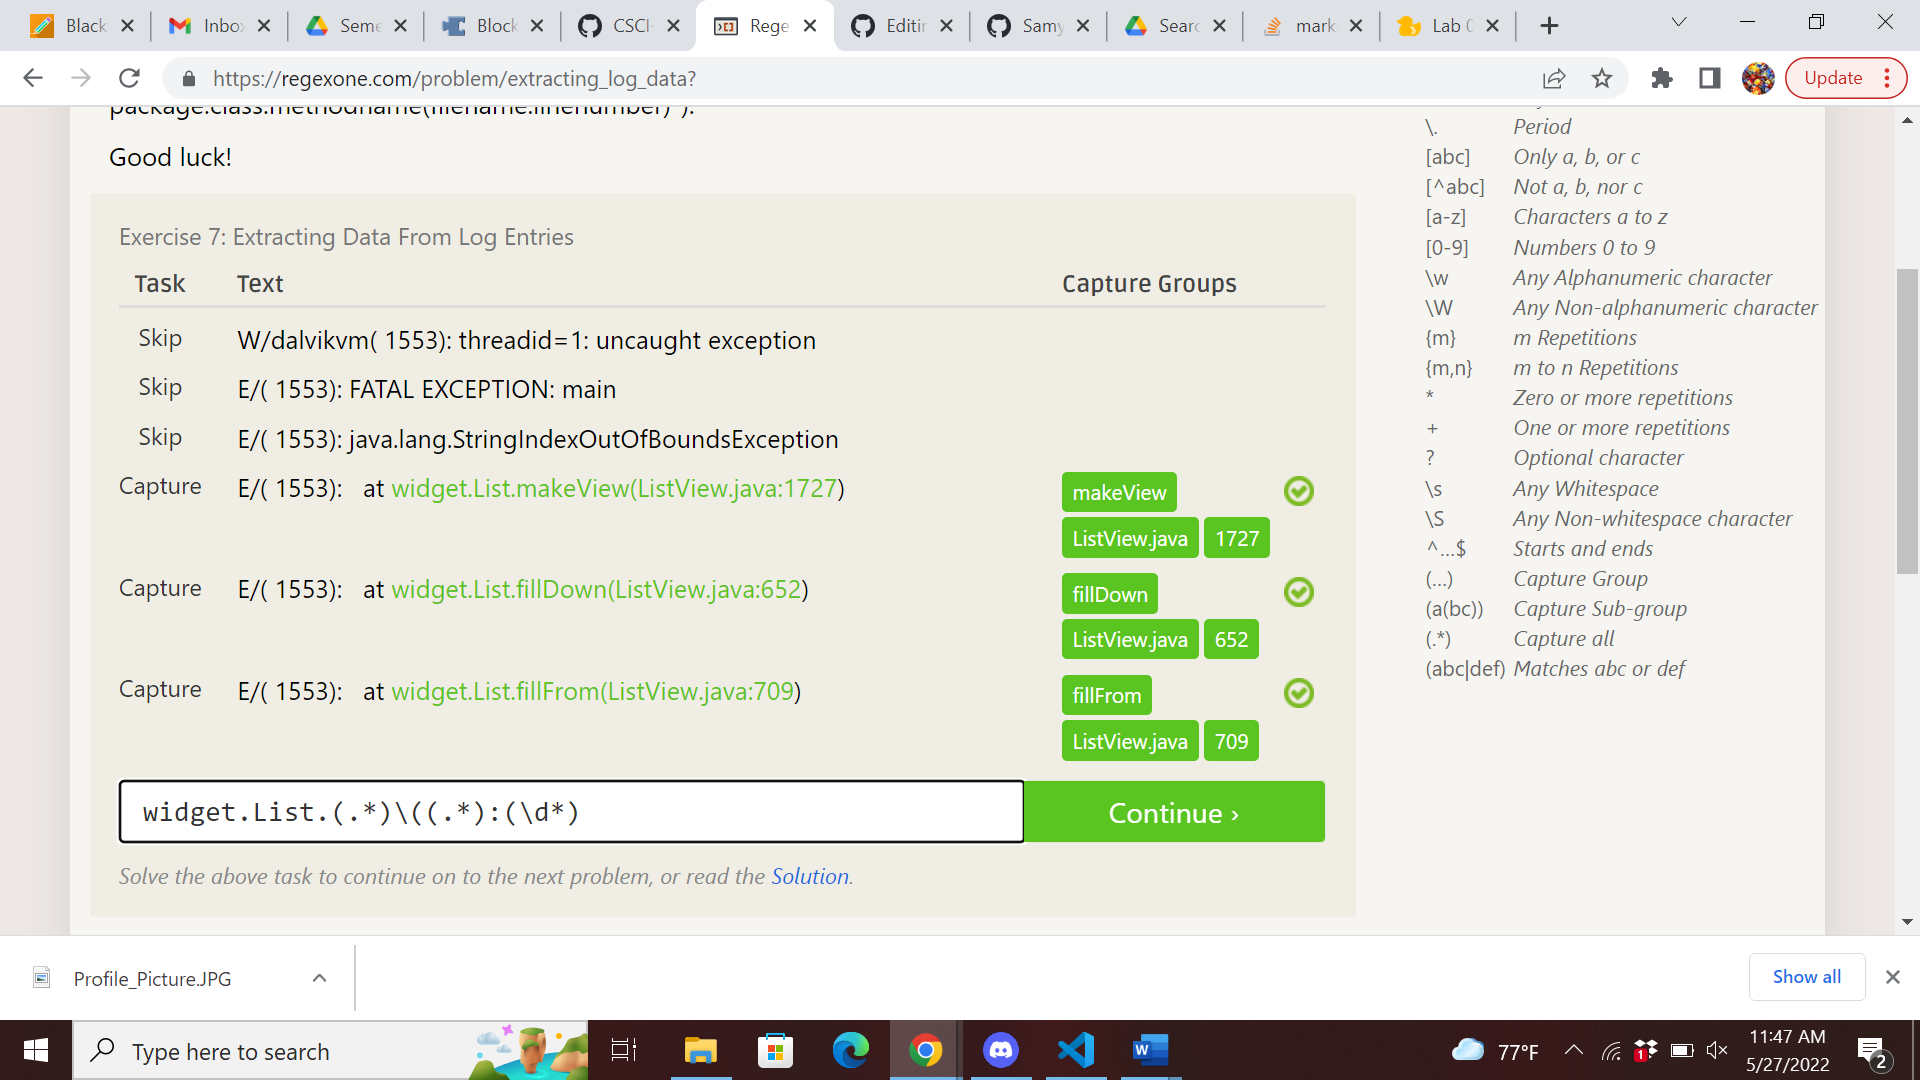 Black
Inbo
Seme
Block
CSCI-
Rege
Editin
Samy
Searc
mark
Lab 0
https://regexone.com/problem/extracting_log_data?
Update
package.class.methodname(filename:linenumber)").
Good luck!
Exercise 7: Extracting Data From Log Entries
Task Text Capture Groups
Skip W/dalvikvm( 1553): threadid=1: uncaught exception
Skip E/( 1553): FATAL EXCEPTION: main
Skip E/( 1553): java.lang.StringIndexOutOfBoundsException
Capture E/( 1553):   at widget.List.makeView(ListView.java:1727) makeView
ListView.java 1727
Capture E/( 1553):   at widget.List.fillDown(ListView.java:652) fillDown
ListView.java 652
Capture E/( 1553):   at widget.List.fillFrom(ListView.java:709) fillFrom
ListView.java 709
widget.List.(.*)\((.*):(\d*) Continue ›
Solve the above task to continue on to the next problem, or read the Solution.
\. Period
[abc] Only a, b, or c
[^abc] Not a, b, nor c
[a-z] Characters a to z
[0-9] Numbers 0 to 9
\w Any Alphanumeric character
\W Any Non-alphanumeric character
{m} m Repetitions
{m,n} m to n Repetitions
* Zero or more repetitions
+ One or more repetitions
? Optional character
\s Any Whitespace
\S Any Non-whitespace character
^...$ Starts and ends
(...) Capture Group
(a(bc)) Capture Sub-group
(.*) Capture all
(abc|def) Matches abc or def
Profile_Picture.JPG
Show all
Type here to search
77°F
1
11:47 AM
5/27/2022
2